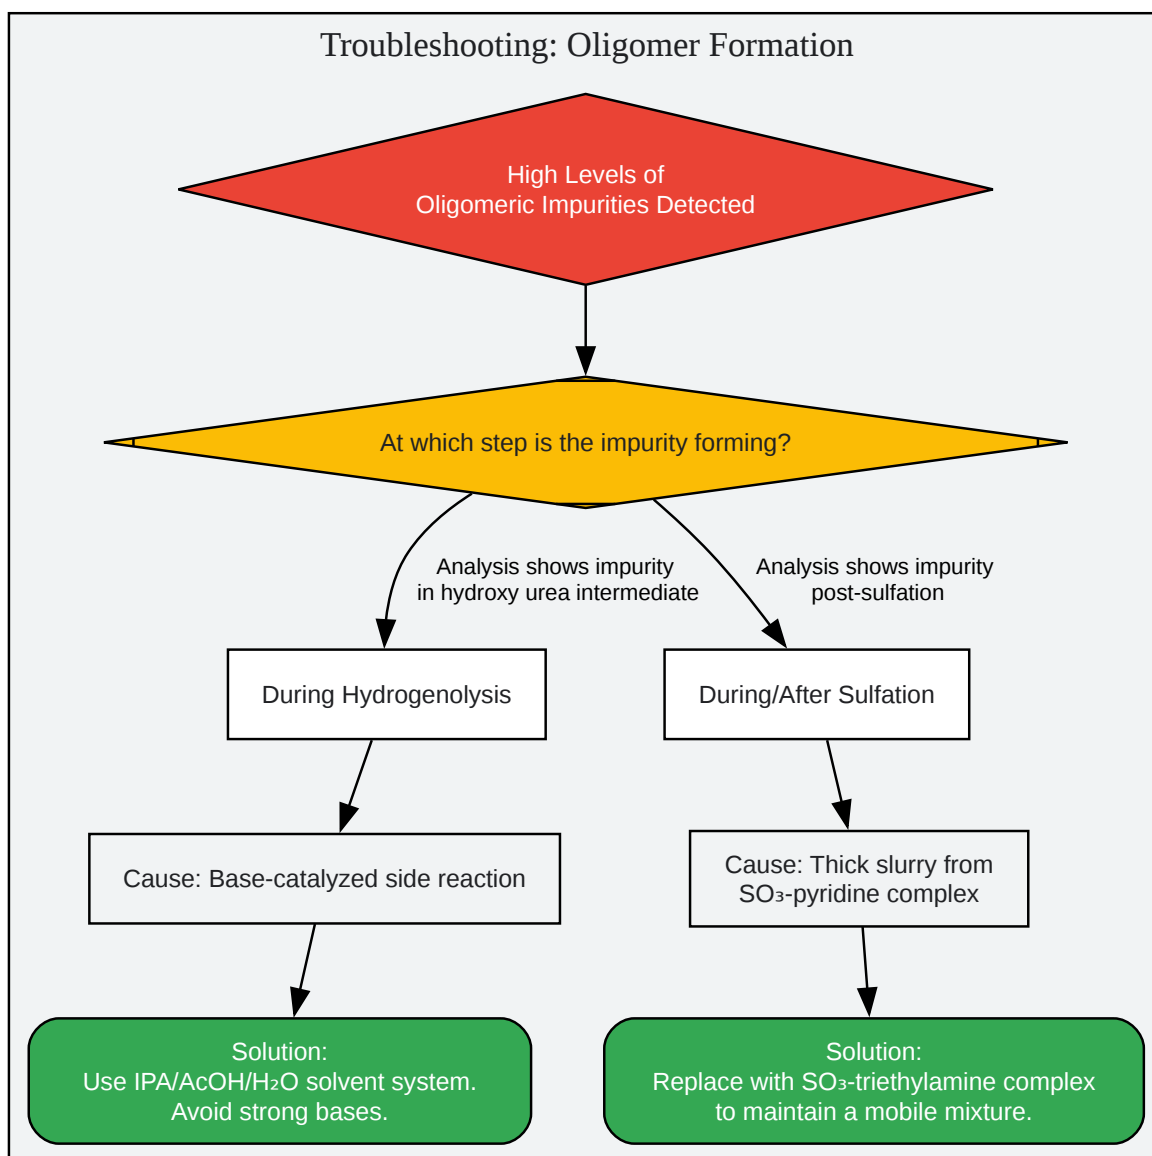 Troubleshooting: Oligomer Formation
High Levels of
Oligomeric Impurities Detected
At which step is the impurity forming?
Analysis shows impurity
in hydroxy urea intermediate
Analysis shows impurity
post-sulfation
During Hydrogenolysis
During/After Sulfation
Cause: Base-catalyzed side reaction
Cause: Thick slurry from
SO₃-pyridine complex
Solution:
Use IPA/AcOH/H₂O solvent system.
Avoid strong bases.
Solution:
Replace with SO₃-triethylamine complex
to maintain a mobile mixture.